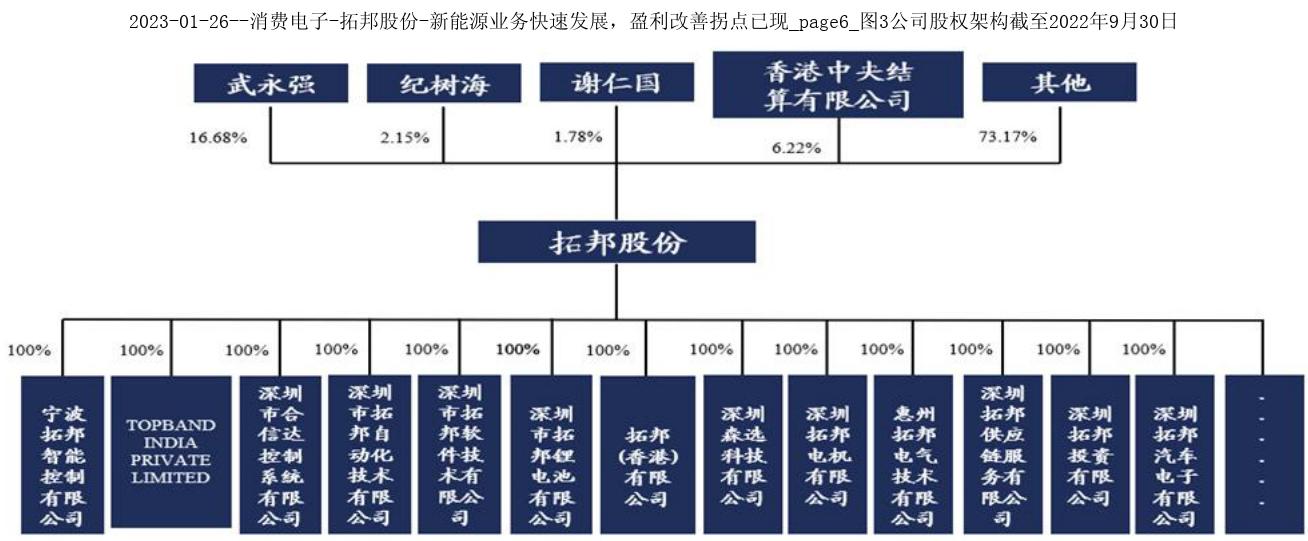 2023-01-26--消费电子-拓邦股份-新能源业务快速发展，盈利改善拐点已现_page6_图3公司股权架构截至2022年9月30日
武永强
纪树海
谢仁国
香港中央结
算有限公司
其他
16.68%
2.15%
1.78%
6.22%
73.17%
拓邦股份
100%
100%
100%
100%
100%
100%
100%
100%
100%
100%
100%
100%
100%
宁波
拓邦
智能
控制
有限
公司
TOPBAND
INDIA
PRIVATE
LIMITED
深圳
市合
信达
控制
系统
有限
公司
深圳
市拓
邦自
动化
技术
有限
公司
深圳
市拓
邦软
件技
术有
限公
司
深圳
市拓
邦锂
电池
有限
公司
拓邦
(香港)
有限
公司
深圳
森选
科技
有限
公司
深圳
拓邦
电机
有限
公司
惠州
拓邦
电气
技术
有限
公司
深圳
拓邦
供应
链服
务有
限公
司
深圳
拓邦
投资
有限
公司
深圳
拓邦
汽车
电子
有限
公司